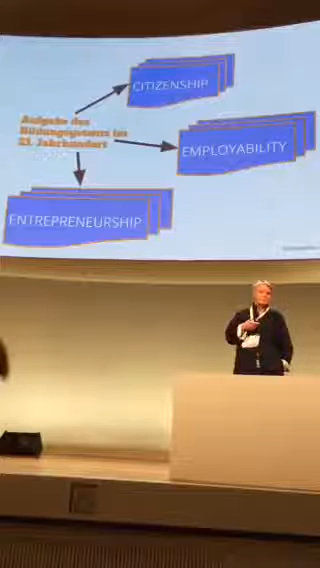 CITIZENSHIP
Aufgabe des
Bildungssystems im
21. Jahrhundert
EMPLOYABILITY
ENTREPRENEURSHIP